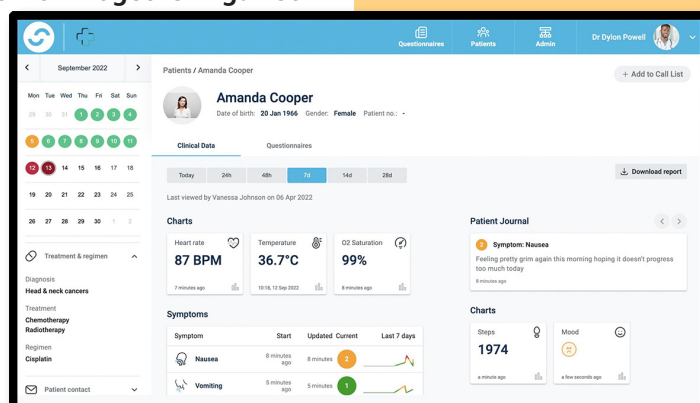 Questionnaires
Patients
Admin
Dr Dylon Powell
September 2022
Mon Tue Wed Thu Fri Sat Sun
29 30 31 1 2 3 4
5 6 7 8 9 10 11
12 13 14 15 16 17 18
19 20 21 22 23 24 25
26 27 28 29 30 1 2
Treatment & regimen
Diagnosis
Head & neck cancers
Treatment
Chemotherapy
Radiotherapy
Regimen
Cisplatin
Patient contact
Patients / Amanda Cooper
+ Add to Call List
Amanda Cooper
Date of birth: 20 Jan 1966 Gender: Female Patient no.: -
Clinical Data Questionnaires
Today 24h 48h 7d 14d 28d
Download report
Last viewed by Vanessa Johnson on 06 Apr 2022
Charts
Heart rate
87 BPM
7 minutes ago
Temperature
36.7°C
10:18, 12 Sep 2022
O2 Saturation
99%
8 minutes ago
Symptoms
Symptom Start Updated Current Last 7 days
Nausea 8 minutes ago 8 minutes 2
Vomiting 5 minutes ago 5 minutes 1
Patient Journal
2 Symptom: Nausea
Feeling pretty grim again this morning hoping it doesn't progress
too much today
8 minutes ago
Charts
Steps
1974
a minute ago
Mood
a few seconds ago